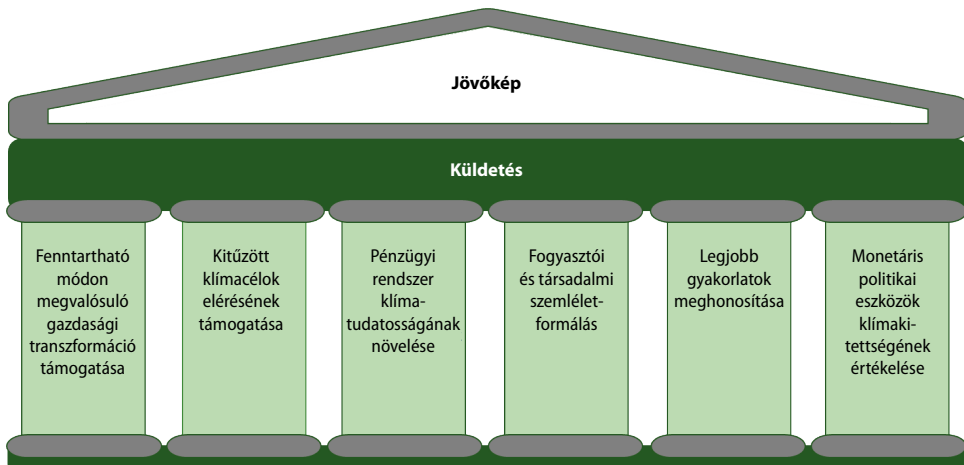 Jövőkép
Küldetés
Fenntartható
módon
megvalósuló
gazdasági
transzformáció
támogatása
Kitűzött
klímacélok
elérésének
támogatása
Pénzügyi
rendszer
klíma-
tudatosságának
növelése
Fogyasztói
és társadalmi
szemlélet-
formálás
Legjobb
gyakorlatok
meghonosítása
Monetáris
politikai
eszközök
klímaki-
tettségének
értékelése